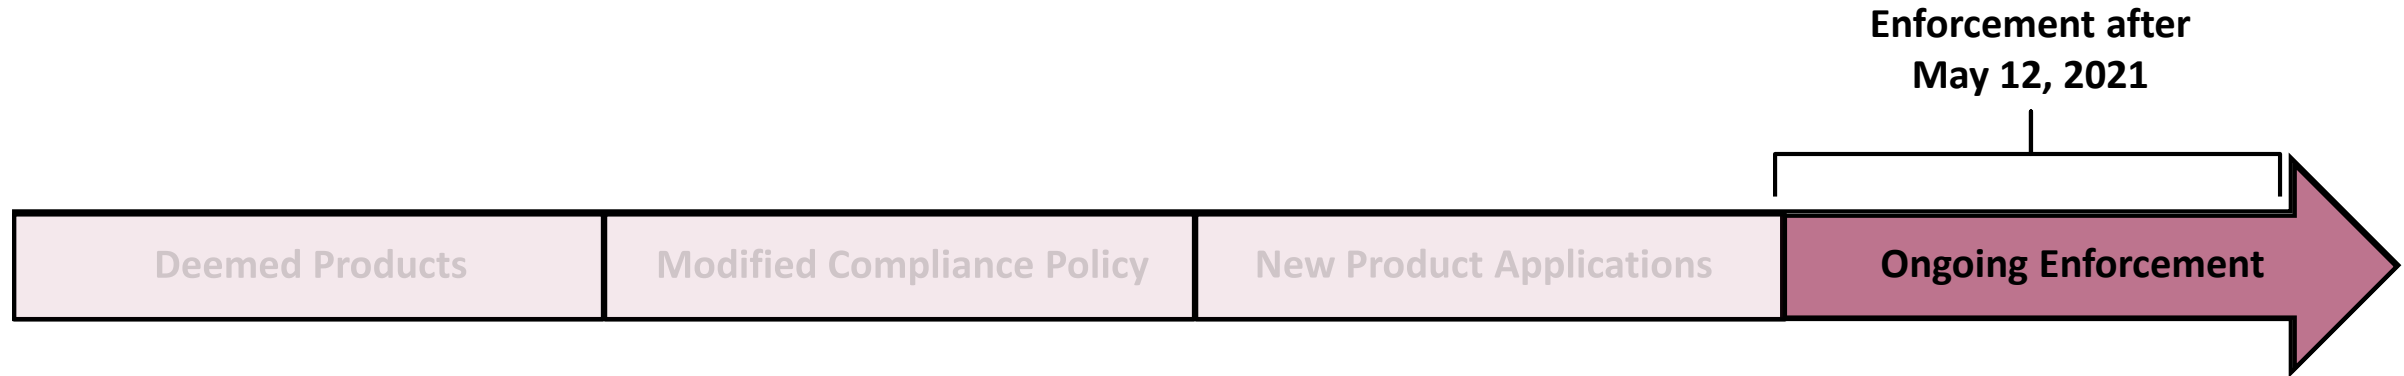 Enforcement after
May 12, 2021
Deemed Products
Modified Compliance Policy
New Product Applications
Ongoing Enforcement